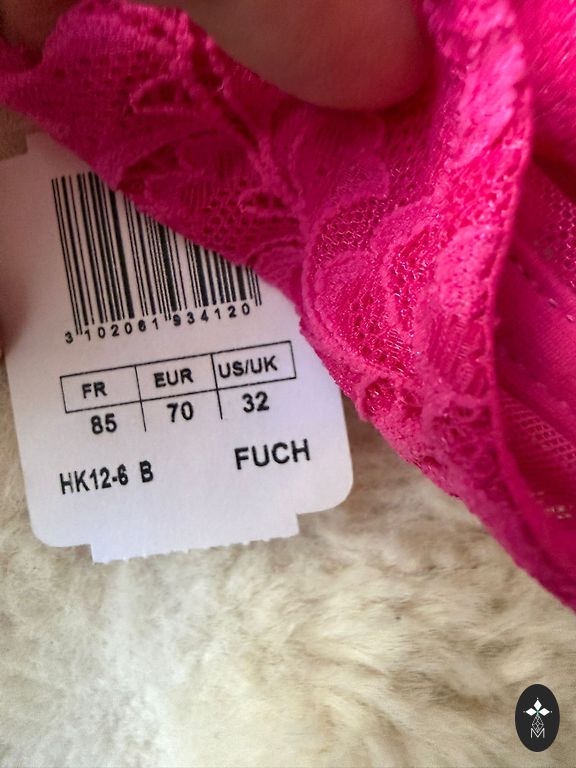 3 102061 934120
FR EUR US/UK
85 70 32
HK12-6 B FUCH
M